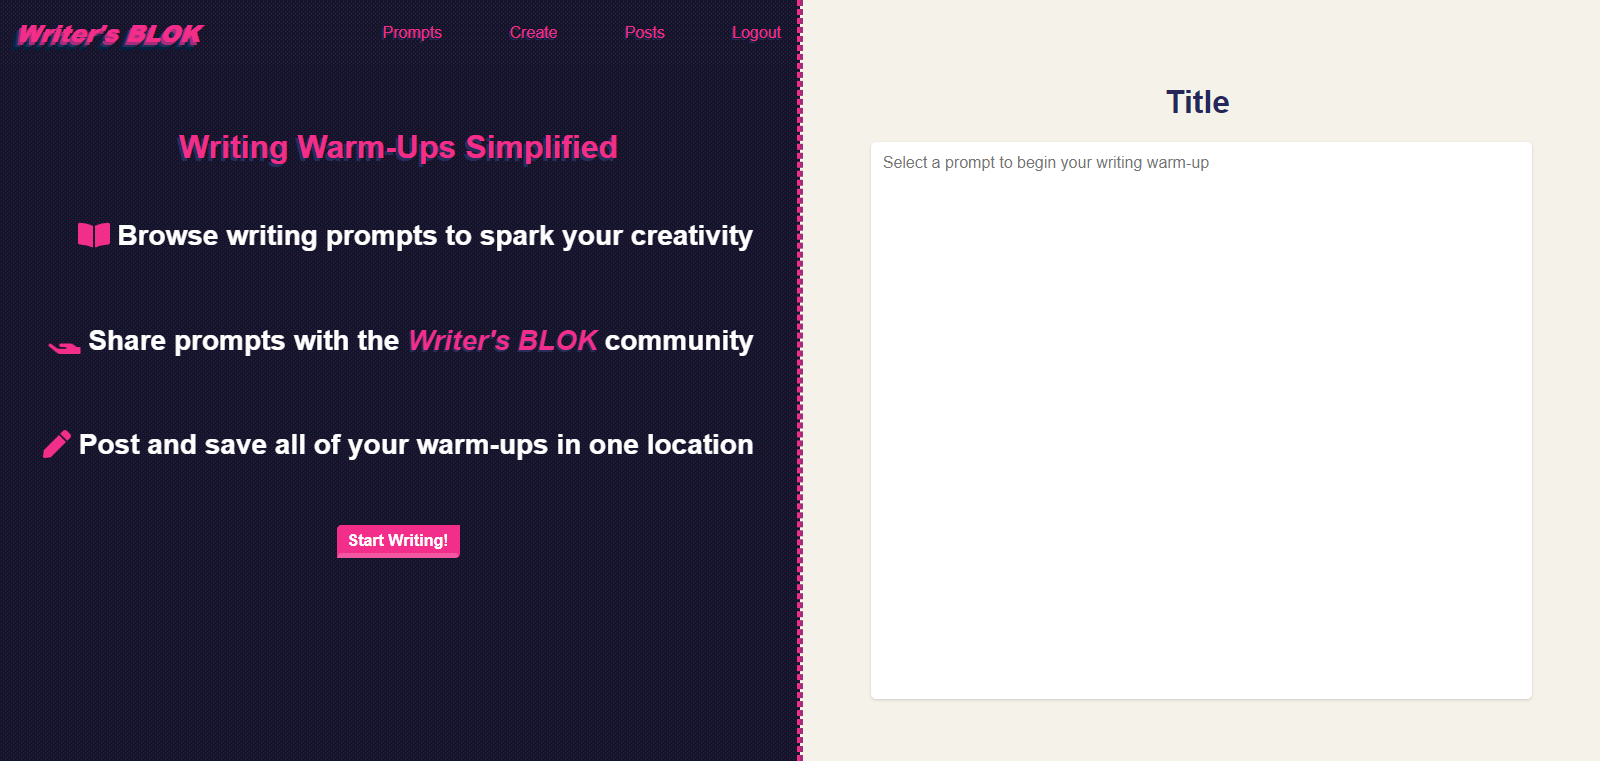 Writer's BLOK
Prompts
Create
Posts
Logout
Writing Warm-Ups Simplified
Browse writing prompts to spark your creativity
Share prompts with the Writer's BLOK community
Post and save all of your warm-ups in one location
Start Writing!
Title
Select a prompt to begin your writing warm-up